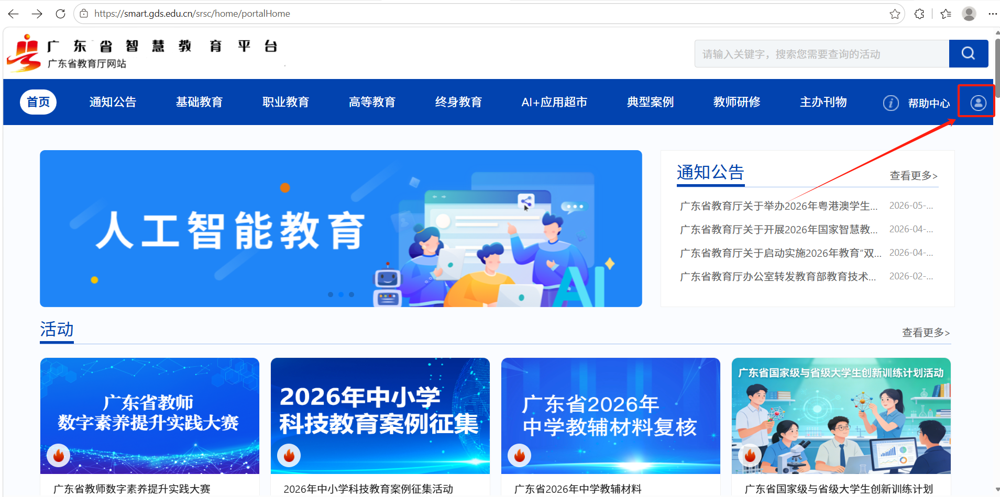 https://smart.gds.edu.cn/srsc/home/portalHome
广东省智慧教育平台
广东省教育厅网站
请输入关键字，搜索您需要查询的活动
首页
通知公告
基础教育
职业教育
高等教育
终身教育
AI+应用超市
典型案例
教师研修
主办刊物
帮助中心
人工智能教育
AI
通知公告
查看更多>
广东省教育厅关于举办2026年粤港澳学生... 2026-05-...
广东省教育厅关于开展2026年国家智慧教... 2026-04-...
广东省教育厅关于启动实施2026年教育“双... 2026-04-...
广东省教育厅办公室转发教育部教育技术... 2026-02-...
活动
查看更多>
广东省教师
数字素养提升实践大赛
2026年中小学
科技教育案例征集
广东省2026年
中学教辅材料复核
广东省国家级与省级大学生创新训练计划活动
广东省教师数字素养提升实践大赛
2026年中小学科技教育案例征集活动
广东省2026年中学教辅材料
广东省国家级与省级大学生创新训练计划